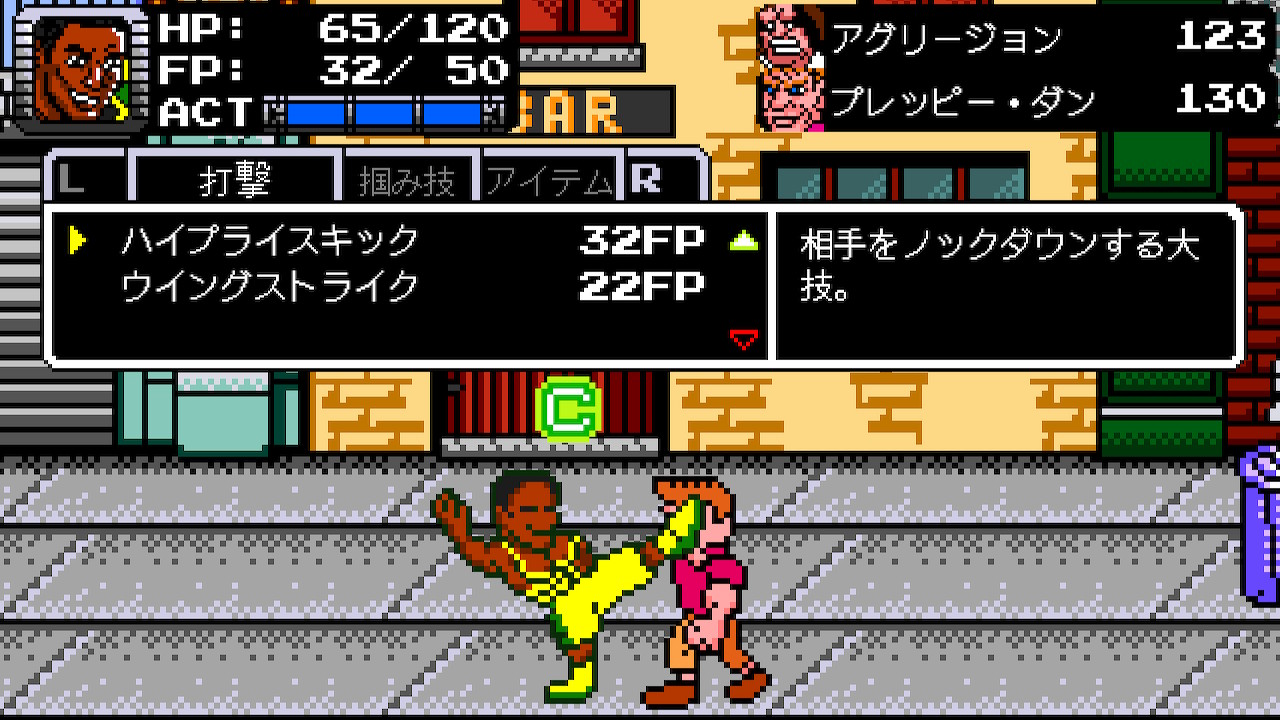 HP: 65/120
FP: 32/ 50
ACT
アグリージョン 123
プレッピー・ダン 130
BAR
L 打撃 掴み技 アイテム R
ハイプライスキック 32FP
ウイングストライク 22FP
相手をノックダウンする大
技。
C